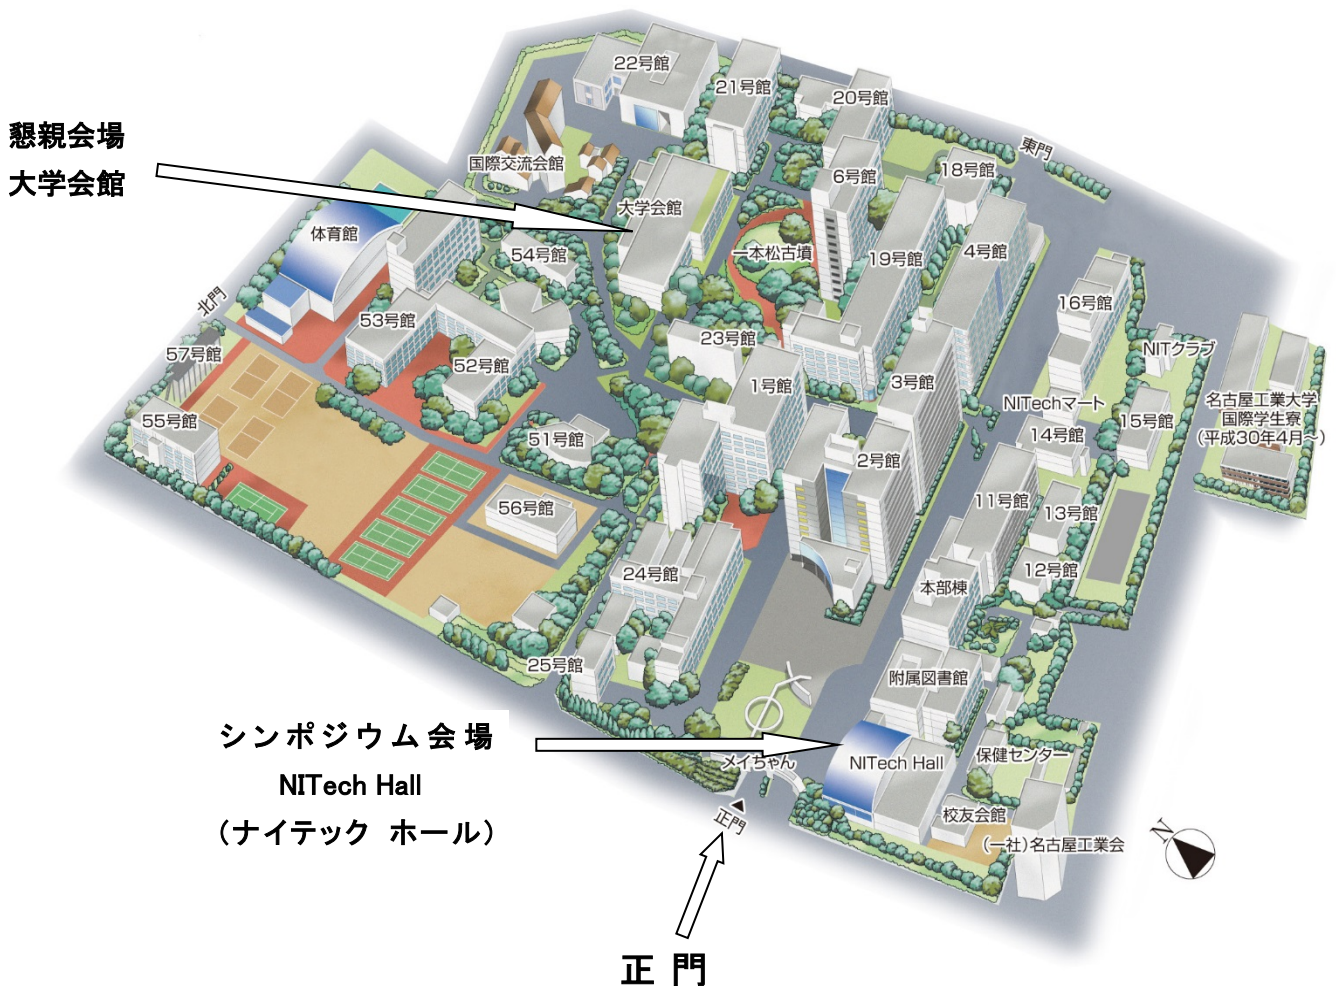 22号館
21号館
20号館
懇親会場
大学会館
国際交流会館
東門
6号館
18号館
大学会館
体育館
54号館
一本松古墳
19号館
4号館
北門
16号館
53号館
23号館
57号館
52号館
NITクラブ
1号館
3号館
55号館
NITechマート
名古屋工業大学
国際学生寮
(平成30年4月〜)
51号館
14号館
15号館
2号館
56号館
11号館
13号館
24号館
12号館
本部棟
25号館
附属図書館
シンポジウム会場
NITech Hall
(ナイテック ホール)
メイちゃん
NITech Hall
保健センター
校友会館
正門
(一社)名古屋工業会
N
正門